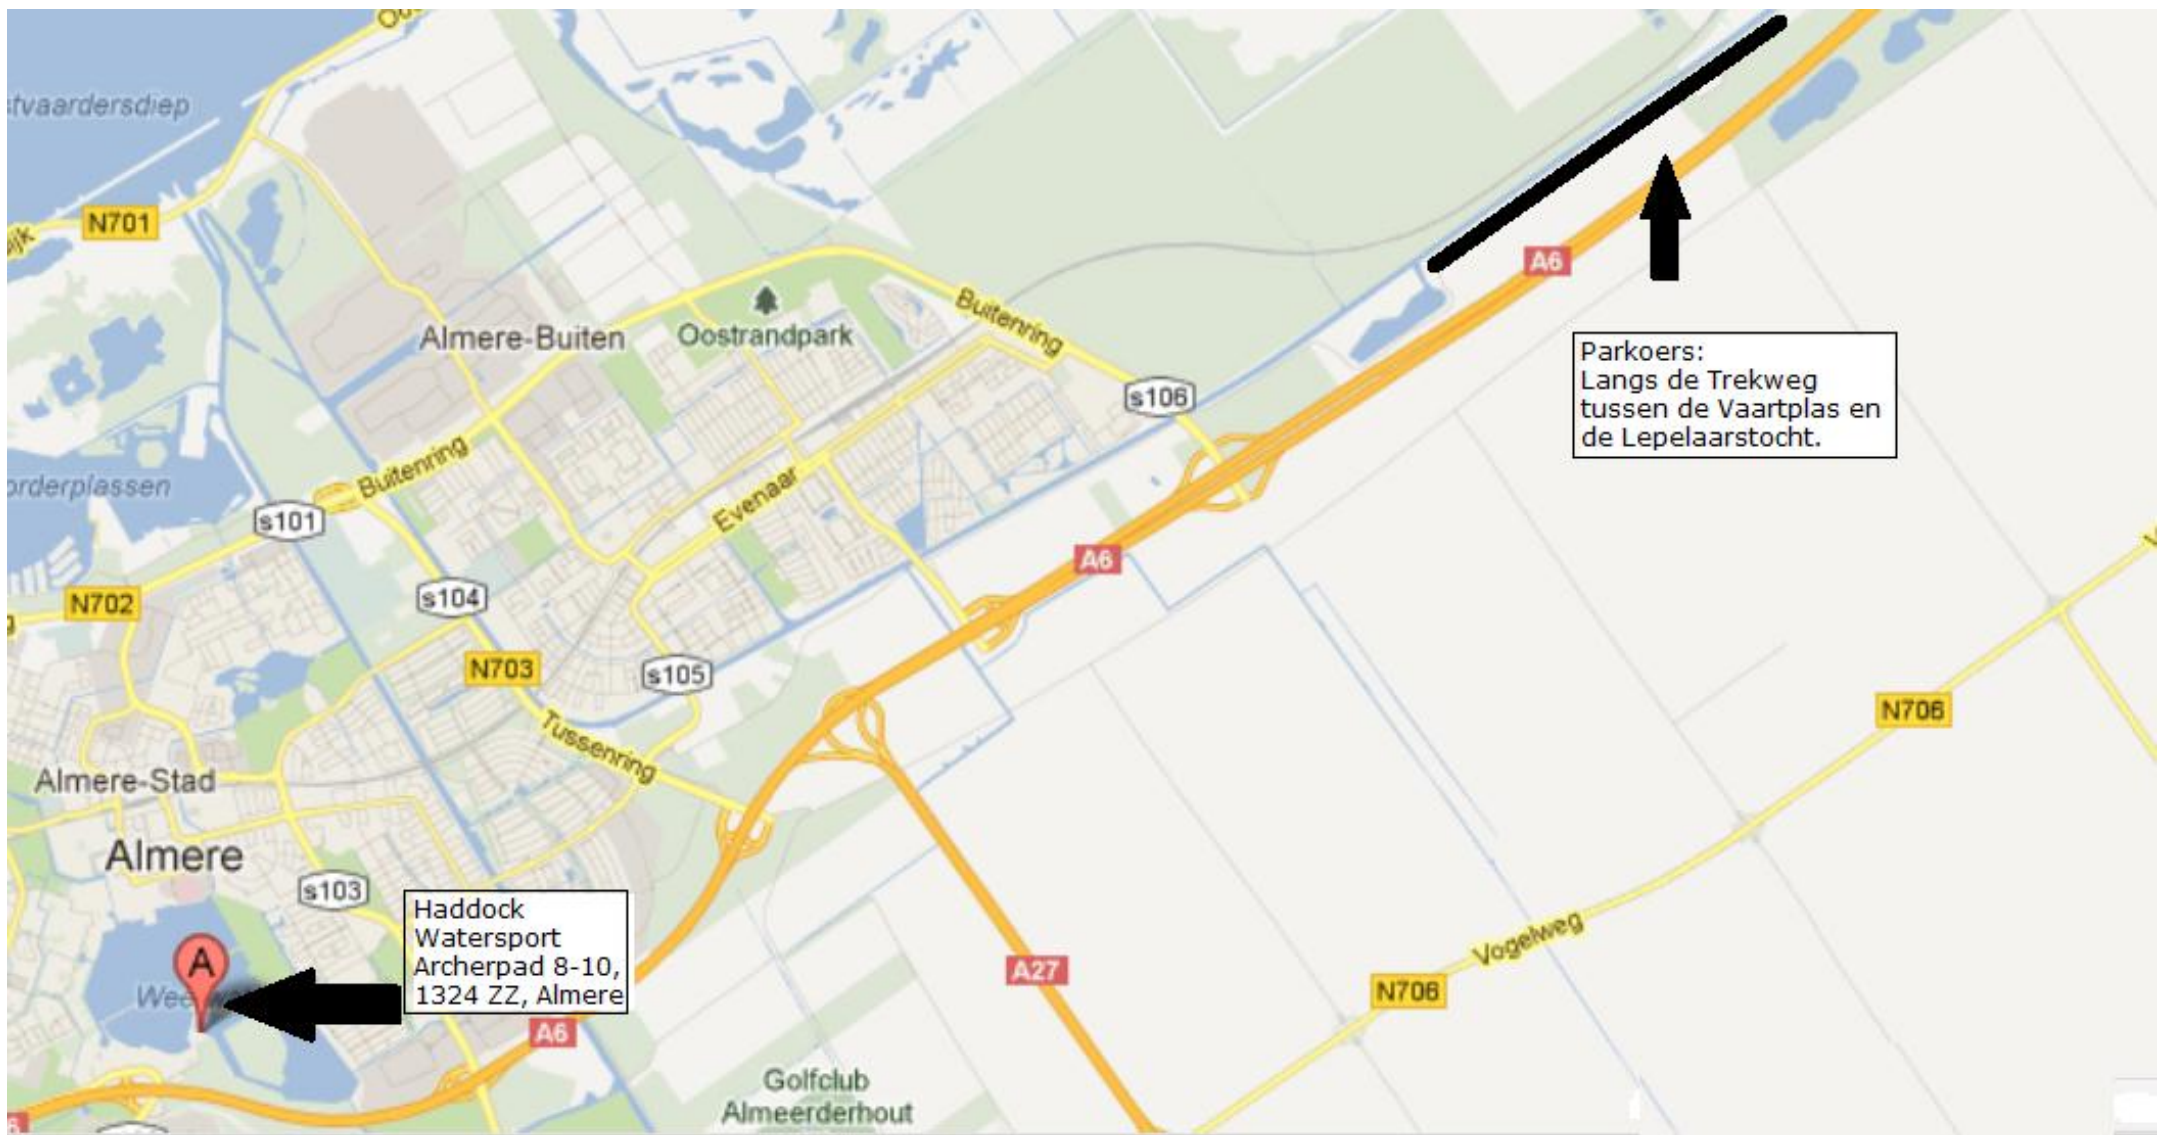 tvaardersdiep
N701
A6
Almere-Buiten
Oostrandpark
Buitenring
s106
Parkoers:
Langs de Trekweg
tussen de Vaartplas en
de Lepelaarstocht.
Buitenring
orderplassen
Evenaar
s101
A6
s104
N702
N703
s105
N706
Tussenring
Almere-Stad
Almere
s103
Haddock
Watersport
Archerpad 8-10,
1324 ZZ, Almere
A
Vogelweg
A27
N706
A6
Golfclub
Almeerderhout